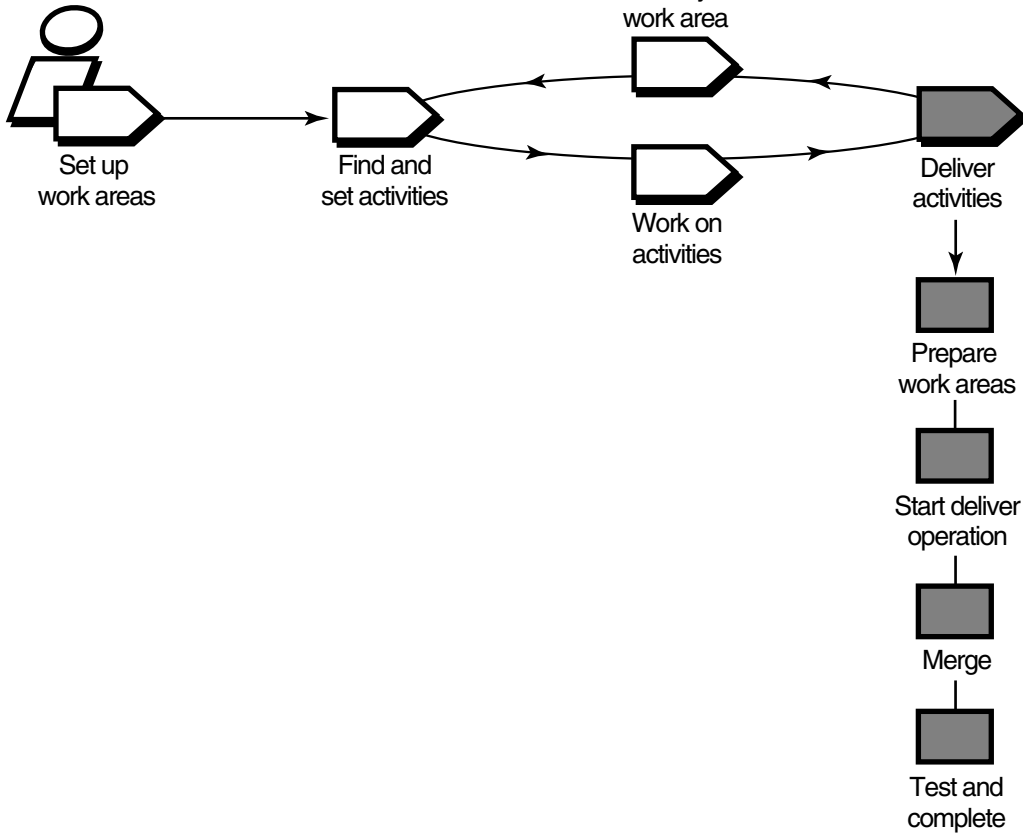 work area
Set up
work areas
Find and
set activities
Work on
activities
Deliver
activities
Prepare
work areas
Start deliver
operation
Merge
Test and
complete